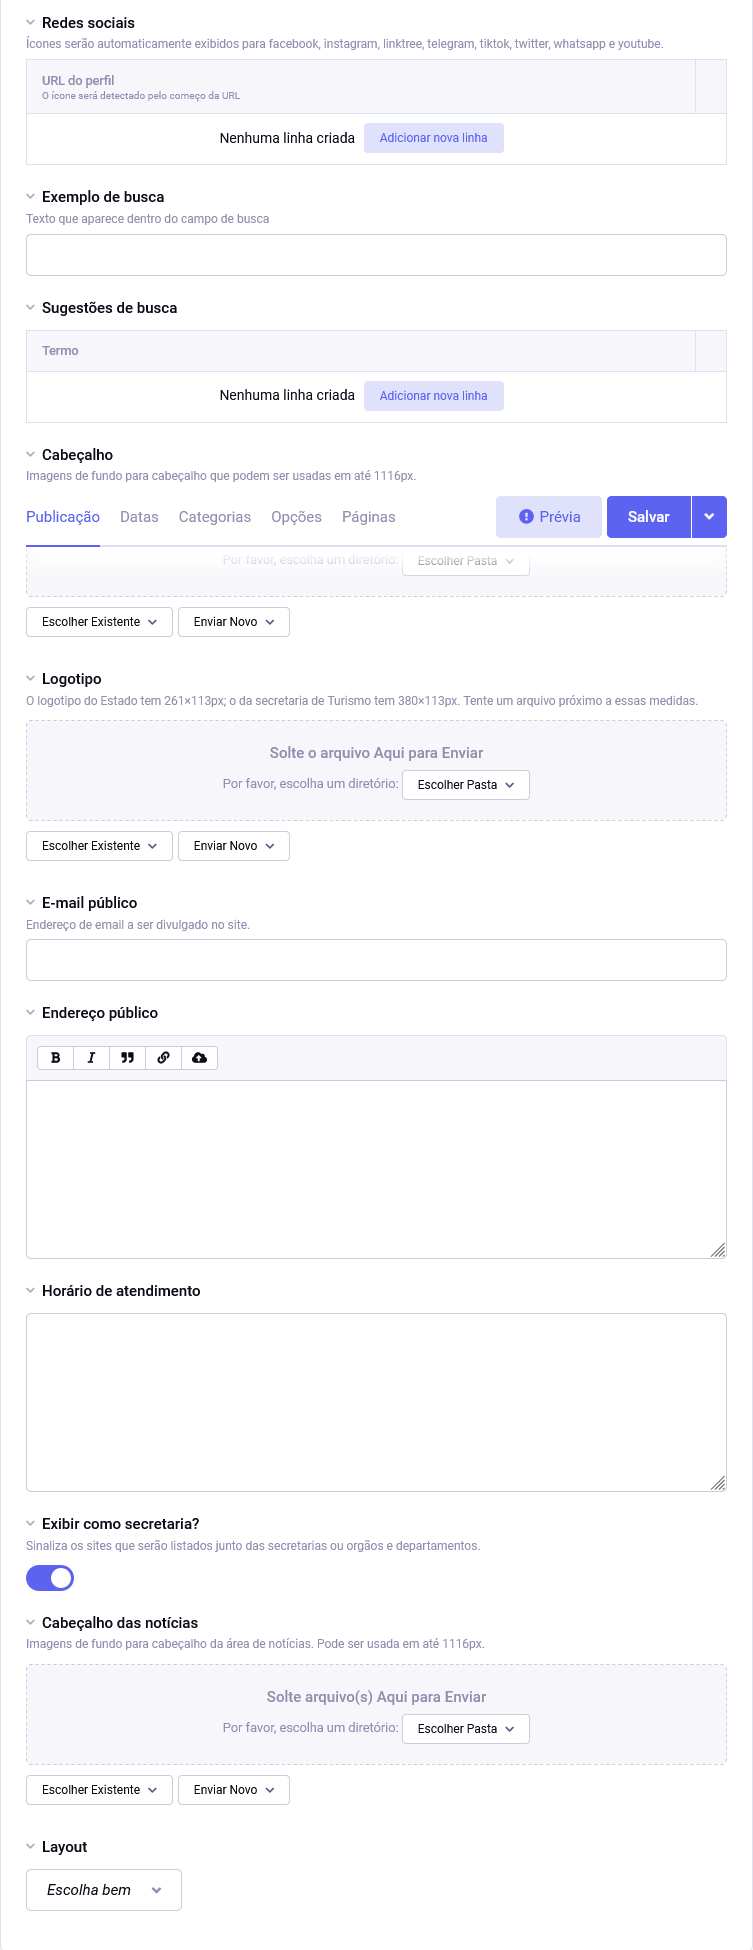 Redes sociais
Ícones serão automaticamente exibidos para facebook, instagram, linktree, telegram, tiktok, twitter, whatsapp e youtube.
URL do perfil
O ícone será detectado pelo começo da URL
Nenhuma linha criada Adicionar nova linha
Exemplo de busca
Texto que aparece dentro do campo de busca
Sugestões de busca
Termo
Nenhuma linha criada Adicionar nova linha
Cabeçalho
Imagens de fundo para cabeçalho que podem ser usadas em até 1116px.
Publicação Datas Categorias Opções Páginas Prévia Salvar
Por favor, escolha um diretório: Escolher Pasta
Escolher Existente Enviar Novo
Logotipo
O logotipo do Estado tem 261×113px; o da secretaria de Turismo tem 380×113px. Tente um arquivo próximo a essas medidas.
Solte o arquivo Aqui para Enviar
Por favor, escolha um diretório: Escolher Pasta
Escolher Existente Enviar Novo
E-mail público
Endereço de email a ser divulgado no site.
Endereço público
B I
Horário de atendimento
Exibir como secretaria?
Sinaliza os sites que serão listados junto das secretarias ou orgãos e departamentos.
Cabeçalho das notícias
Imagens de fundo para cabeçalho da área de notícias. Pode ser usada em até 1116px.
Solte arquivo(s) Aqui para Enviar
Por favor, escolha um diretório: Escolher Pasta
Escolher Existente Enviar Novo
Layout
Escolha bem